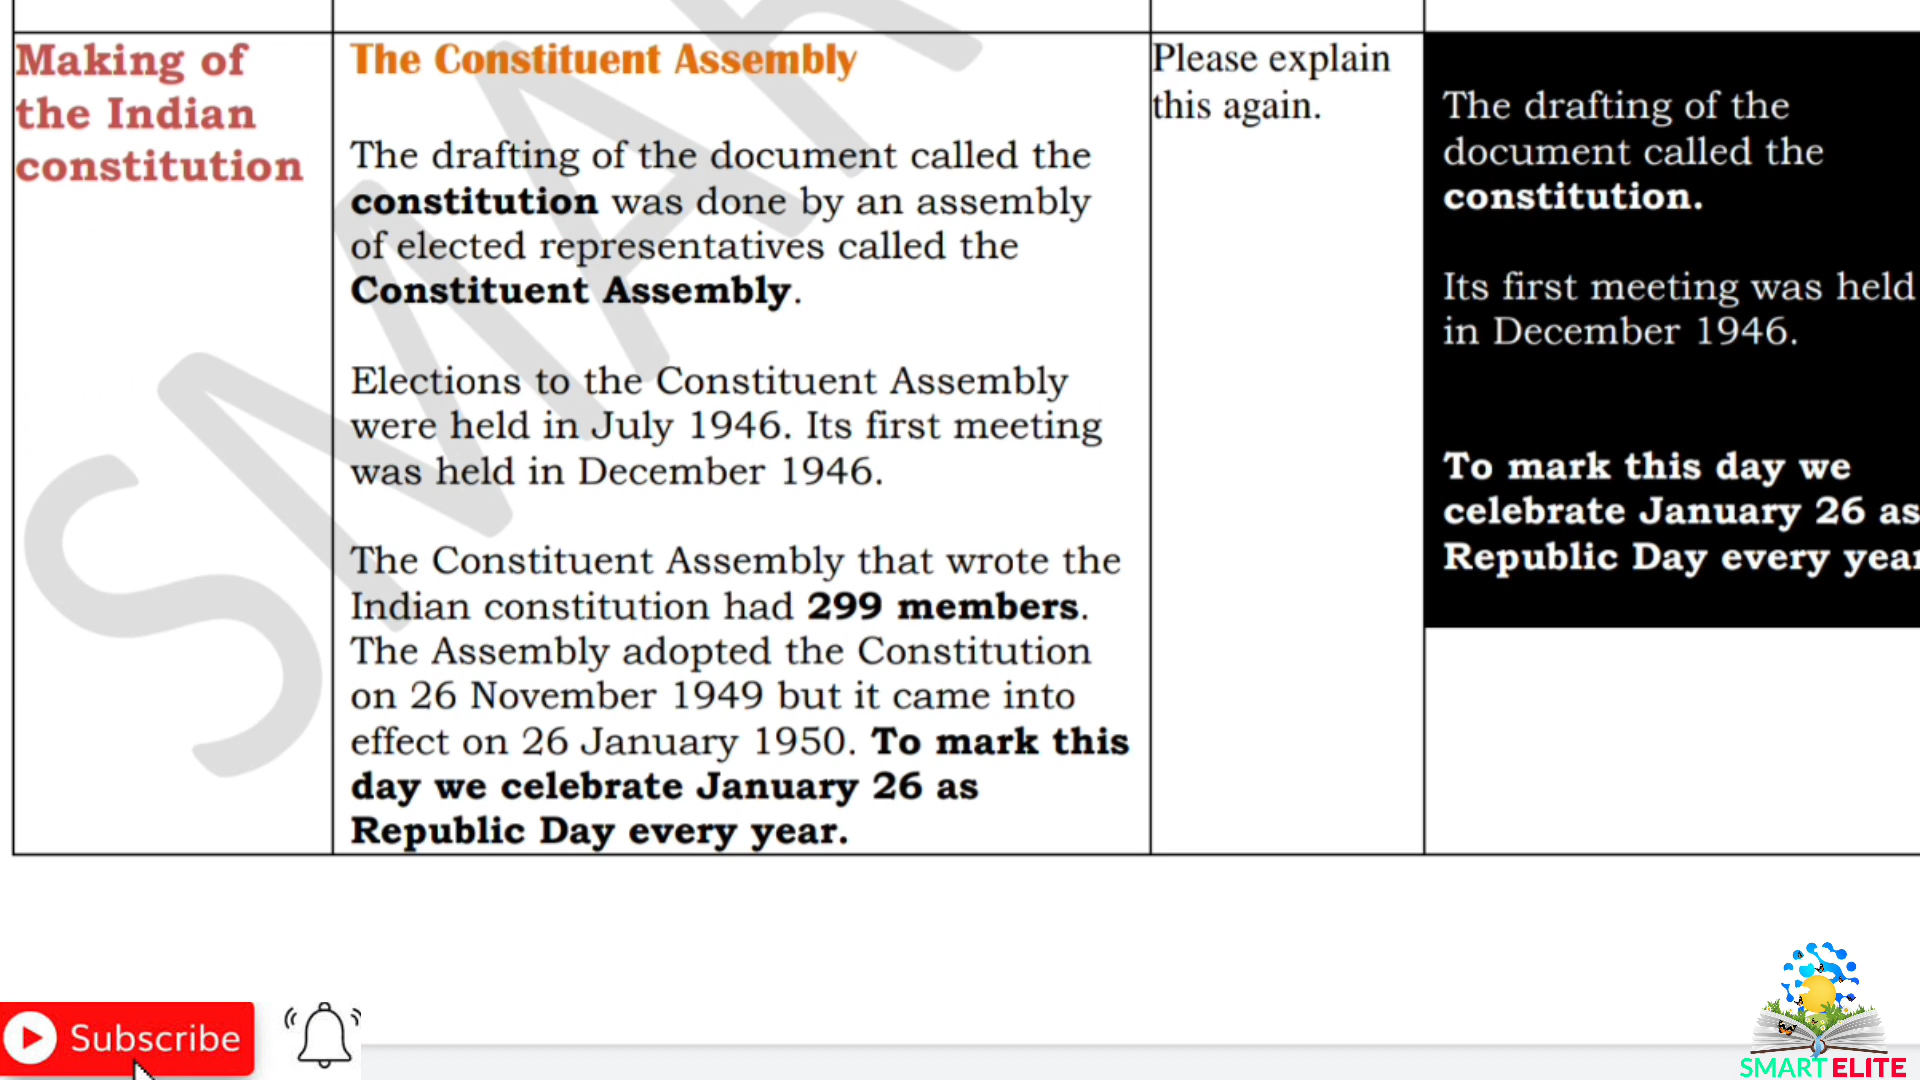 Making of
the Indian
constitution
The Constituent Assembly
The drafting of the document called the
constitution was done by an assembly
of elected representatives called the
Constituent Assembly.
Elections to the Constituent Assembly
were held in July 1946. Its first meeting
was held in December 1946.
The Constituent Assembly that wrote the
Indian constitution had 299 members.
The Assembly adopted the Constitution
on 26 November 1949 but it came into
effect on 26 January 1950. To mark this
day we celebrate January 26 as
Republic Day every year.
Please explain
this again.
The drafting of the
document called the
constitution.
Its first meeting was held
in December 1946.
To mark this day we
celebrate January 26 as
Republic Day every year
SMAR
Subscribe
SMART ELITE